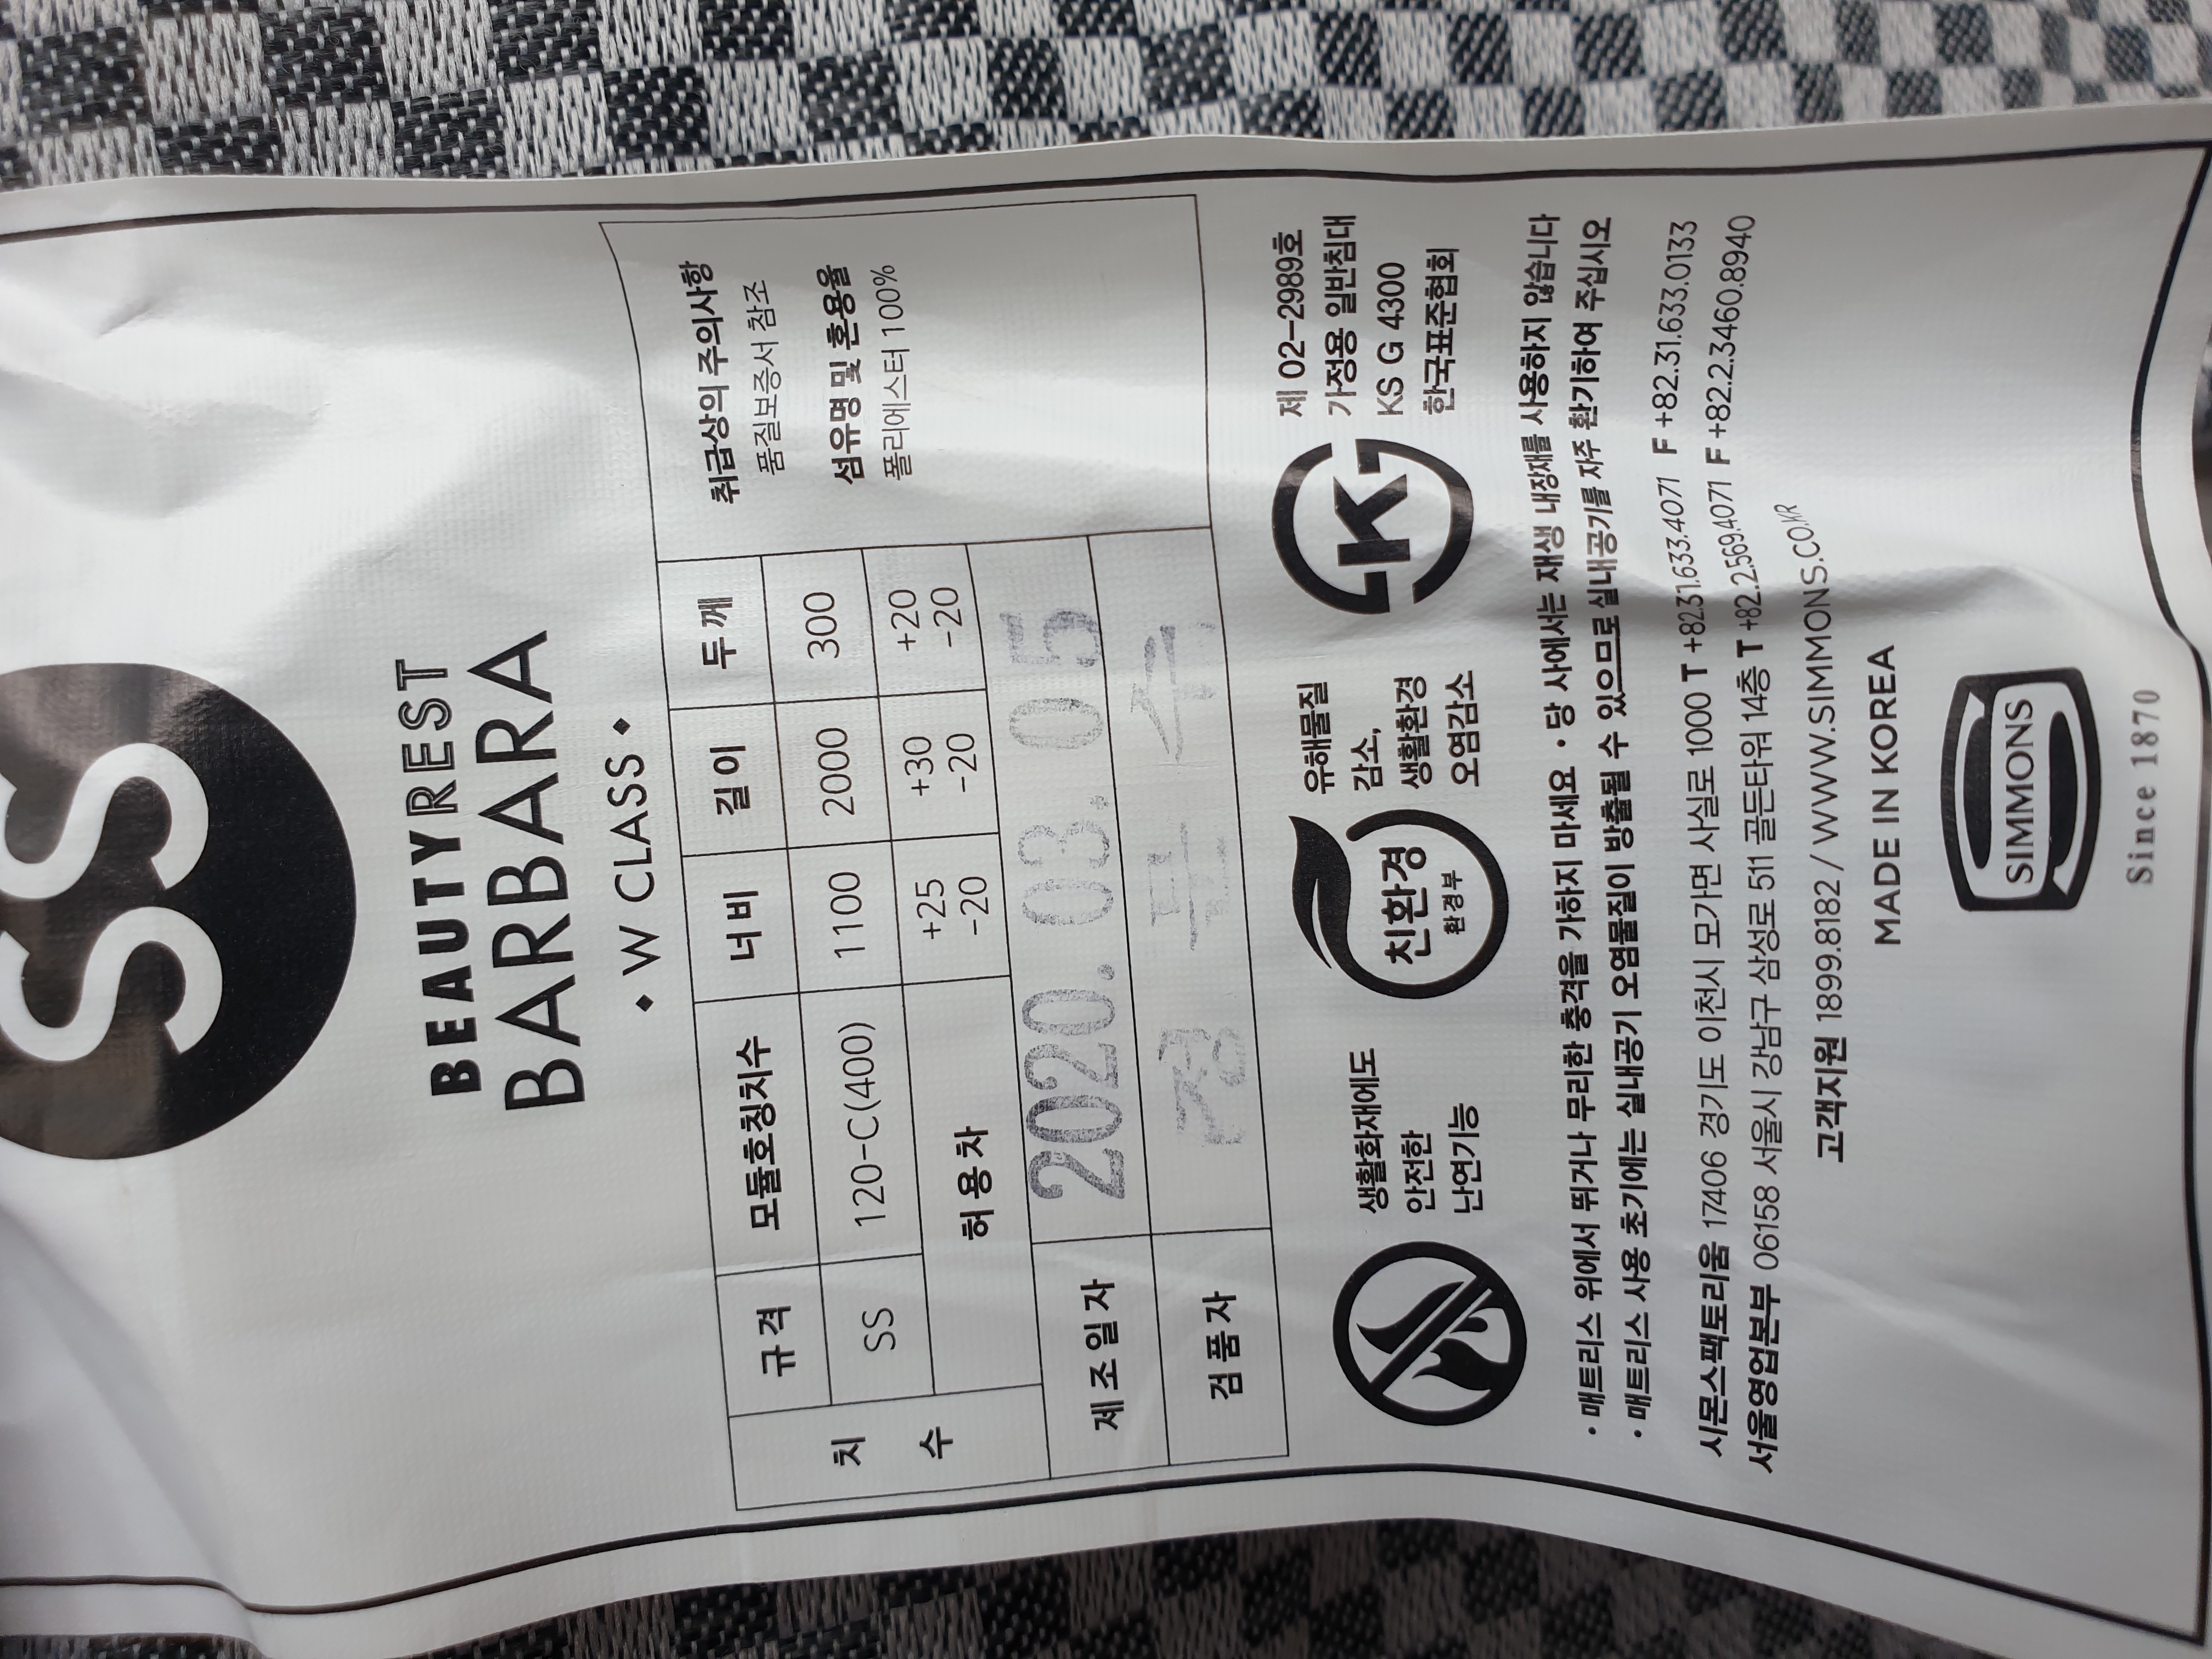 SS
BEAUTYREST
BARBARA
• W CLASS •
치수
규격 모듈호칭치수 너비 길이 두께
SS 120-C(400) 1100 2000 300
허용차 +25 -20 +30 -20 +20 -20
제조일자 2020. 03. 05
검품자
취급상의 주의사항
품질보증서 참조
섬유명 및 혼용율
폴리에스터 100%
생활화재에도
안전한
난연기능
친환경
환경부
유해물질
감소,
생활환경
오염감소
K
제 02-2989호
가정용 일반침대
KS G 4300
한국표준협회
· 매트리스 위에서 뛰거나 무리한 충격을 가하지 마세요 · 당 사에서는 재생 내장재를 사용하지 않습니다
· 매트리스 사용 초기에는 실내공기 오염물질이 방출될 수 있으므로 실내공기를 자주 환기하여 주십시오
시몬스팩토리움 17406 경기도 이천시 모가면 사실로 1000 T +82.31.633.4071 F +82.31.633.0133
서울영업본부 06158 서울시 강남구 삼성로 511 골든타워 14층 T +82.2.569.4071 F +82.2.3460.8940
고객지원 1899.8182 / WWW.SIMMONS.CO.KR
MADE IN KOREA
SIMMONS
Since 1870